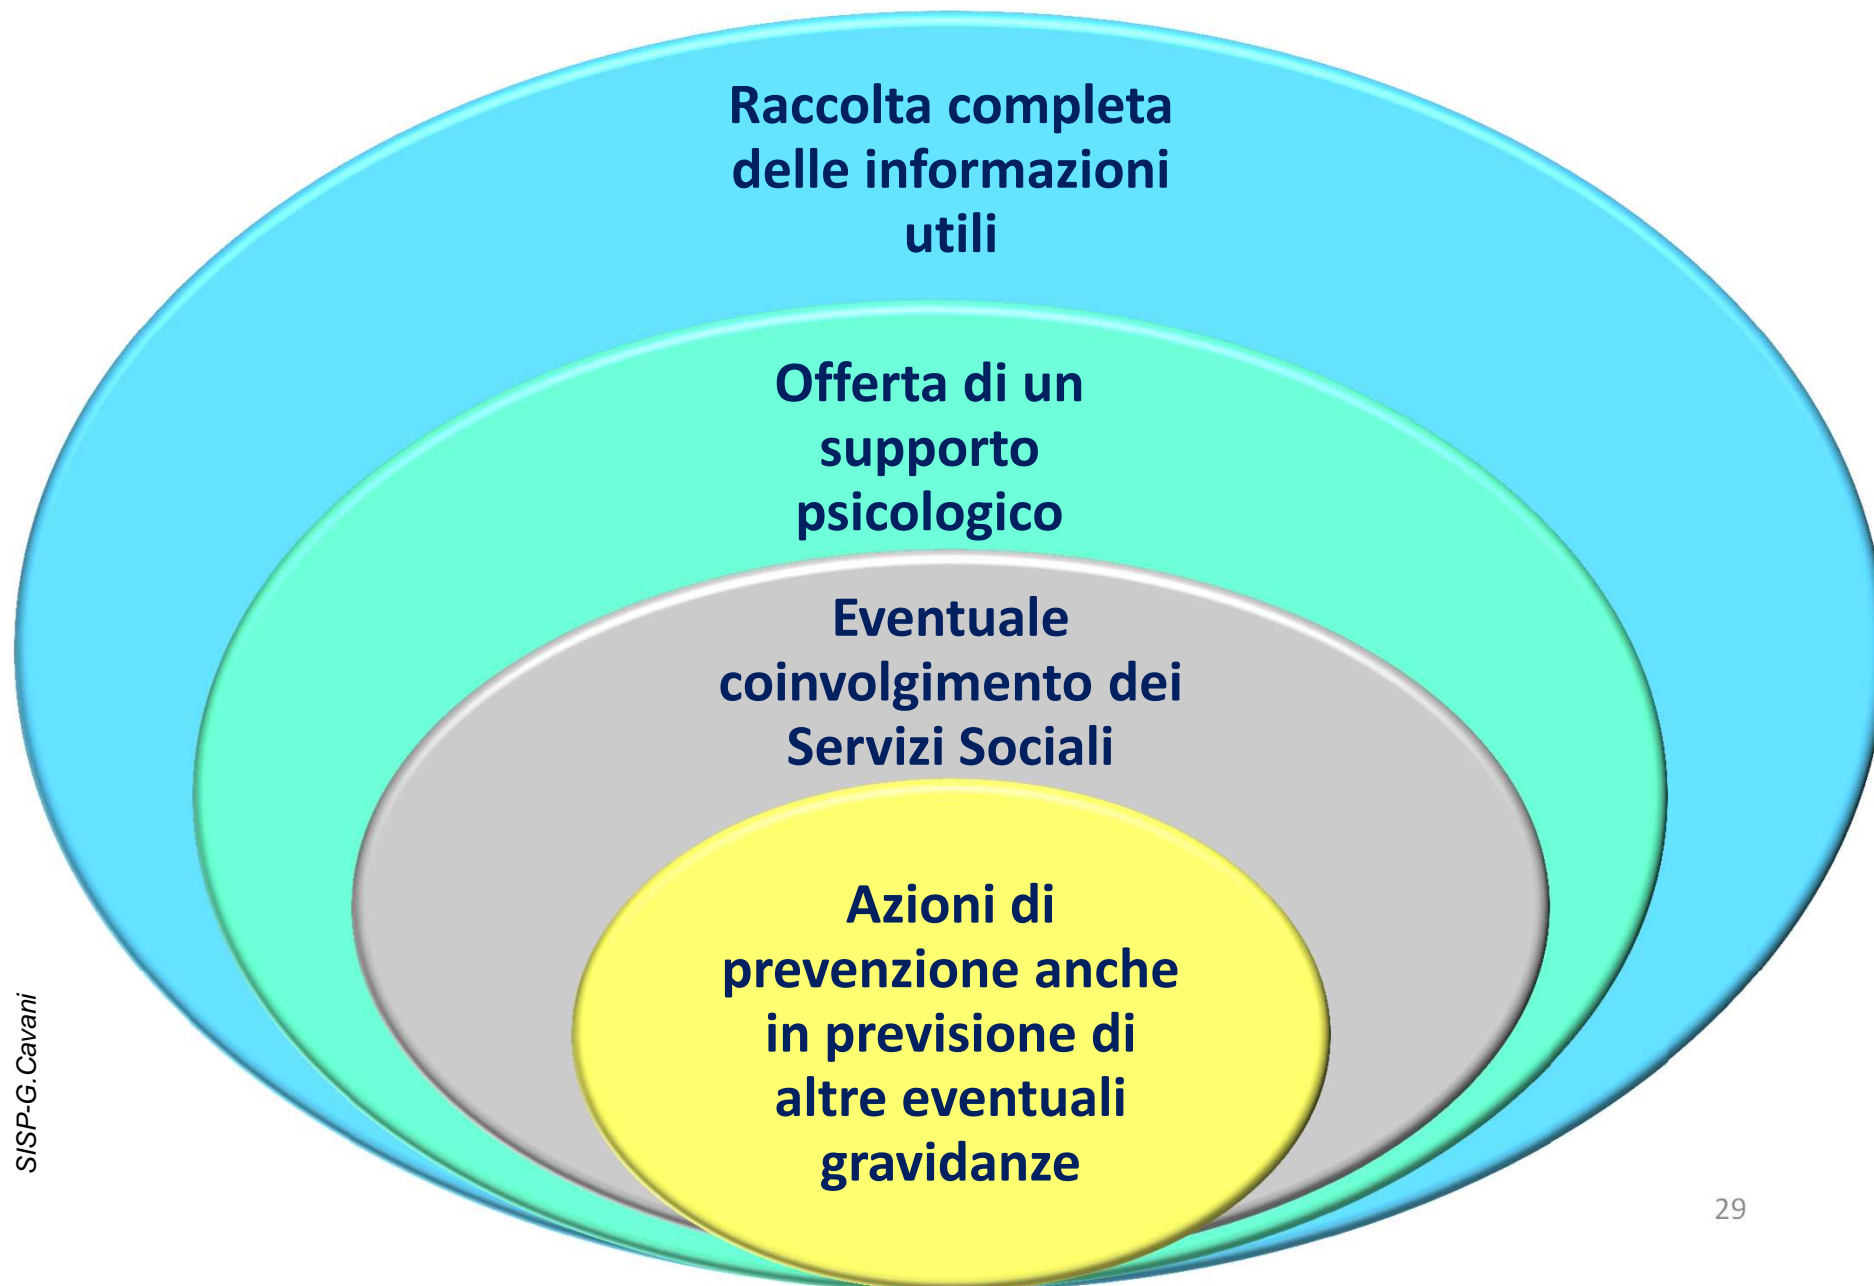 Raccolta completa
delle informazioni
utili
Offerta di un
supporto
psicologico
Eventuale
coinvolgimento dei
Servizi Sociali
Azioni di
prevenzione anche
in previsione di
altre eventuali
gravidanze
SISP-G.Cavani
29